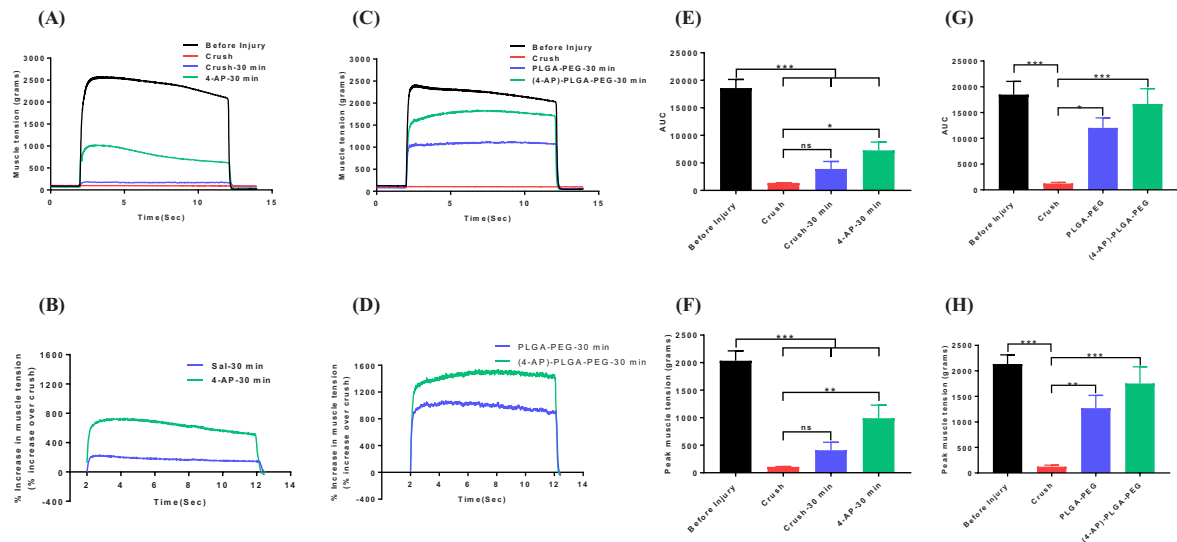 (A)
Before Injury
Crush
Crush-30 min
4-AP-30 min
Muscle tension (grams)
3500
3000
2500
2000
1500
1000
500
0
0
5
10
15
Time(Sec)
(C)
Before Injury
Crush
PLGA-PEG-30 min
(4-AP)-PLGA-PEG-30 min
Muscle tension (grams)
3000
2500
2000
1500
1000
500
0
0
5
10
15
Time(Sec)
(E)
AUC
25000
20000
15000
10000
5000
0
***
*
ns
Before Injury
Crush
Crush-30 min
4-AP-30 min
(G)
AUC
25000
20000
15000
10000
5000
0
***
***
*
Before Injury
Crush
PLGA-PEG
(4-AP)-PLGA-PEG
(B)
Sal-30 min
4-AP-30 min
% Increase in muscle tension
(% increase over crush)
1600
1200
800
400
0
-400
2
4
6
8
10
12
14
Time(Sec)
(D)
PLGA-PEG-30 min
(4-AP)-PLGA-PEG-30 min
% Increase in muscle tension
(% increase over crush)
1600
1200
800
400
0
-400
2
4
6
8
10
12
14
Time(Sec)
(F)
Peak muscle tension (grams)
2500
2000
1500
1000
500
0
***
**
ns
Before Injury
Crush
Crush-30 min
4-AP-30 min
(H)
Peak muscle tension (grams)
2500
2000
1500
1000
500
0
***
***
**
Before Injury
Crush
PLGA-PEG
(4-AP)-PLGA-PEG